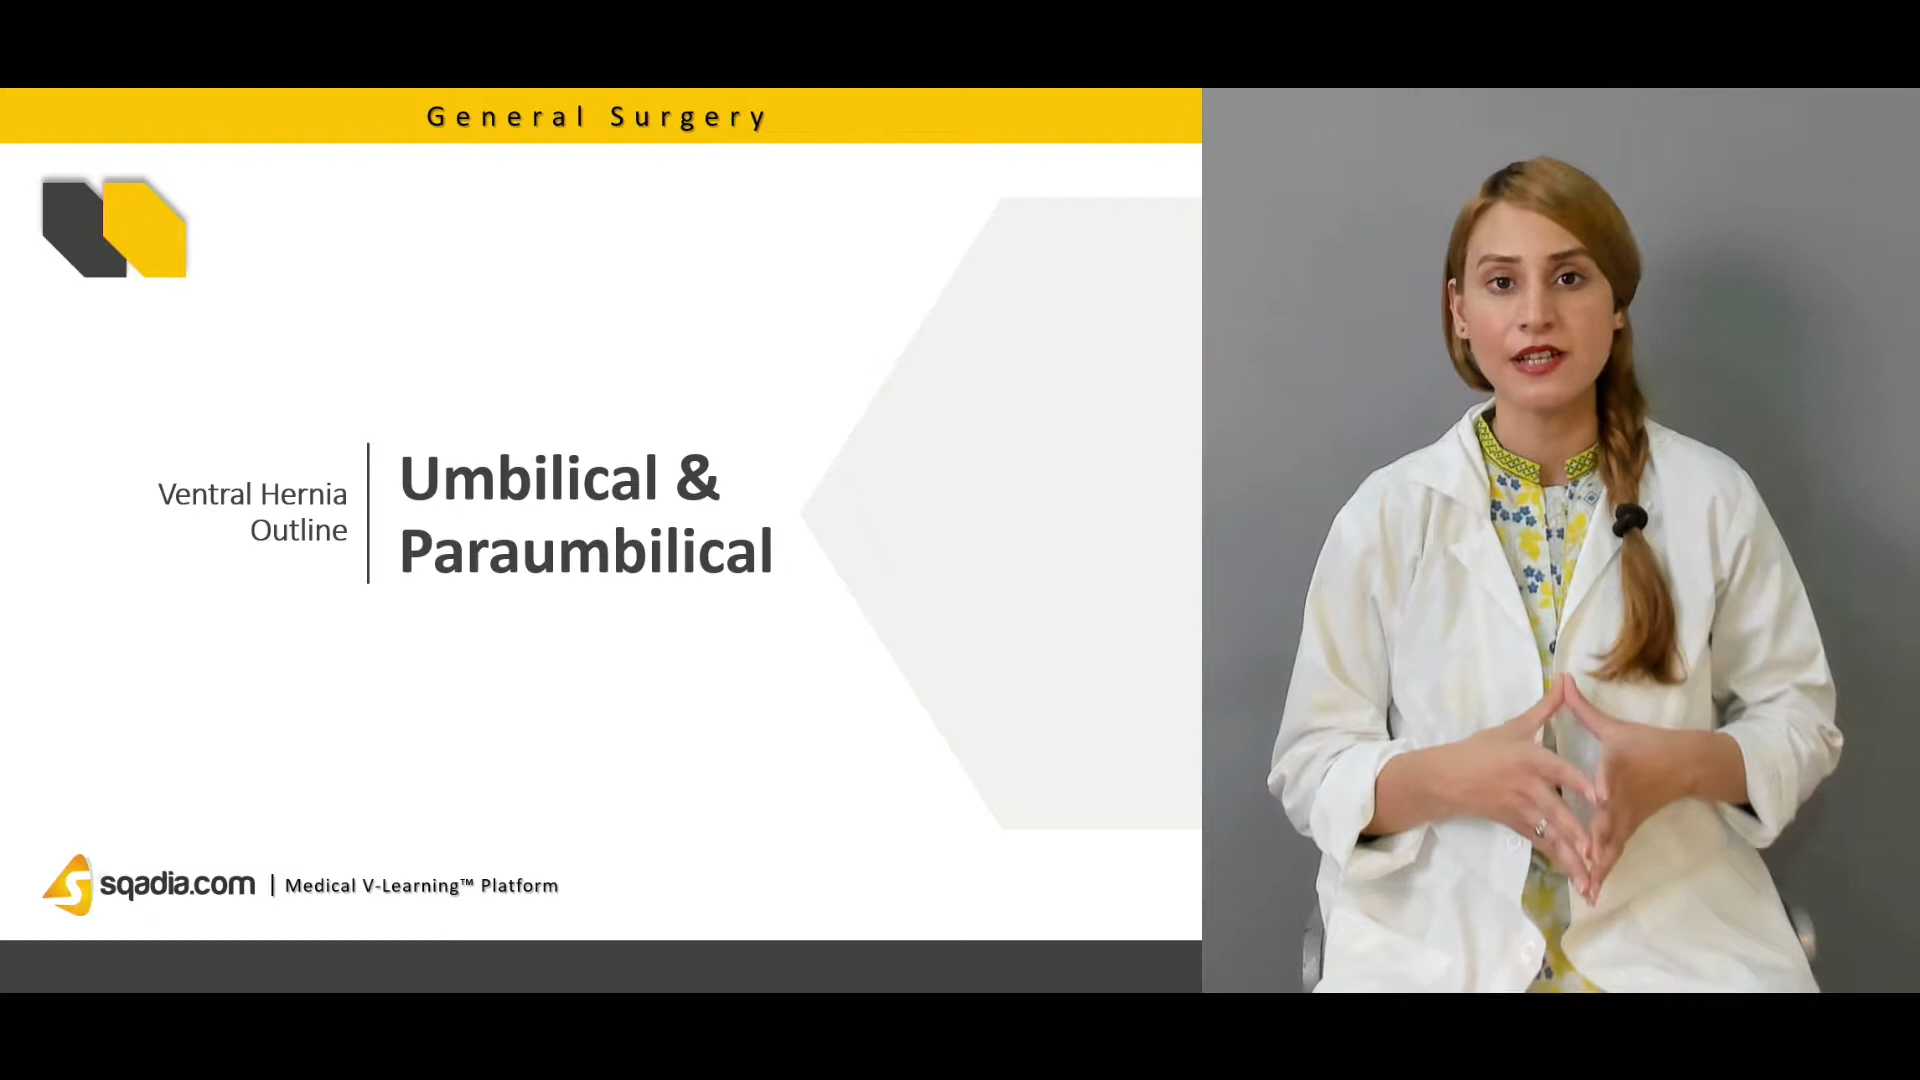 General Surgery
Ventral Hernia
Outline
Umbilical &
Paraumbilical
sqadia.com | Medical V-Learning™ Platform